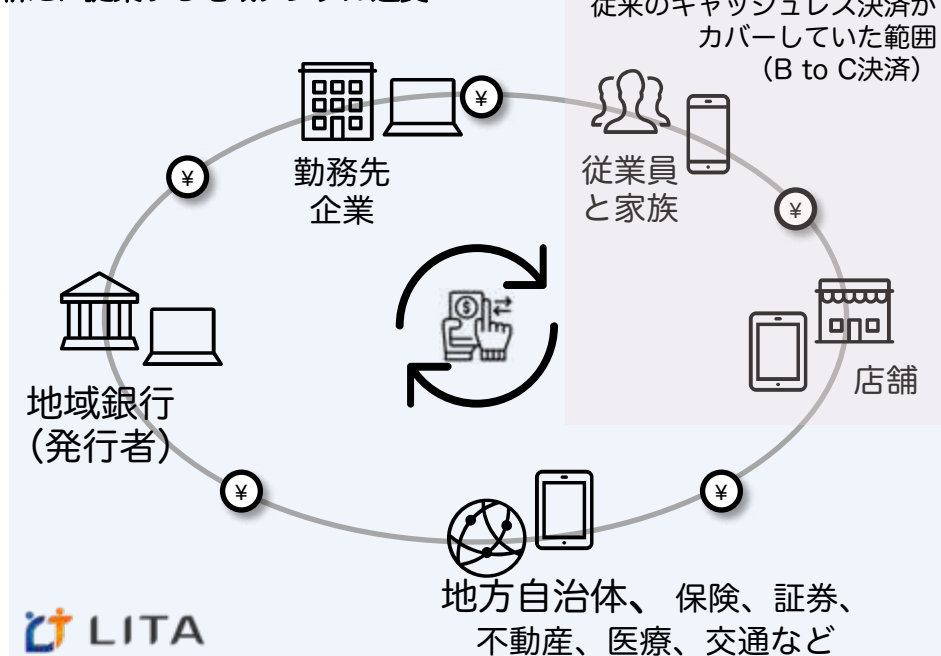 従来のキャッシュレス決済が
カバーしていた範囲
（B to C決済）
¥
勤務先
企業
従業員
と家族
¥
¥
$
店舗
地域銀行
（発行者）
¥
¥
地方自治体、保険、証券、
不動産、医療、交通など
LITA